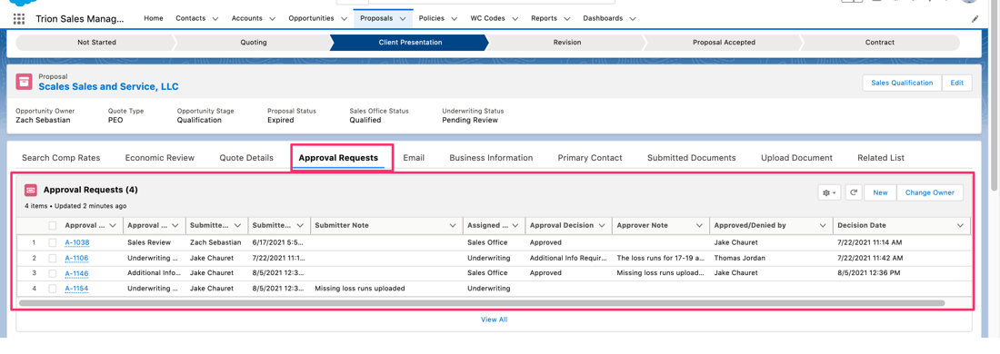 Trion Sales Manag... Home Contacts Accounts Opportunities Proposals Policies WC Codes Reports Dashboards
Not Started Quoting Client Presentation Revision Proposal Accepted Contract
Proposal
Scales Sales and Service, LLC
Sales Qualification Edit
Opportunity Owner Quote Type Opportunity Stage Proposal Status Sales Office Status Underwriting Status
Zach Sebastian PEO Qualification Expired Qualified Pending Review
Search Comp Rates Economic Review Quote Details Approval Requests Email Business Information Primary Contact Submitted Documents Upload Document Related List
Approval Requests (4)
4 items • Updated 2 minutes ago
New Change Owner
Approval ... Approval ... Submitte... Submitte... Submitter Note Assigned ... Approval Decision Approver Note Approved/Denied by Decision Date
1 A-1038 Sales Review Zach Sebastian 6/17/2021 5:5... Sales Office Approved Jake Chauret 7/22/2021 11:14 AM
2 A-1106 Underwriting ... Jake Chauret 7/22/2021 11:1... Underwriting Additional Info Requir... The loss runs for 17-19 a... Thomas Jordan 7/22/2021 11:42 AM
3 A-1146 Additional Info... Jake Chauret 8/5/2021 12:3... Sales Office Approved Missing loss runs upload... Jake Chauret 8/5/2021 12:36 PM
4 A-1154 Underwriting ... Jake Chauret 8/5/2021 12:3... Missing loss runs uploaded Underwriting
View All